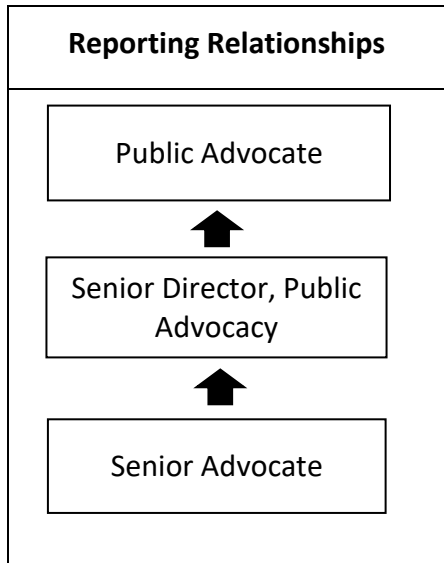 Reporting Relationships
Public Advocate
Senior Director, Public
Advocacy
Senior Advocate